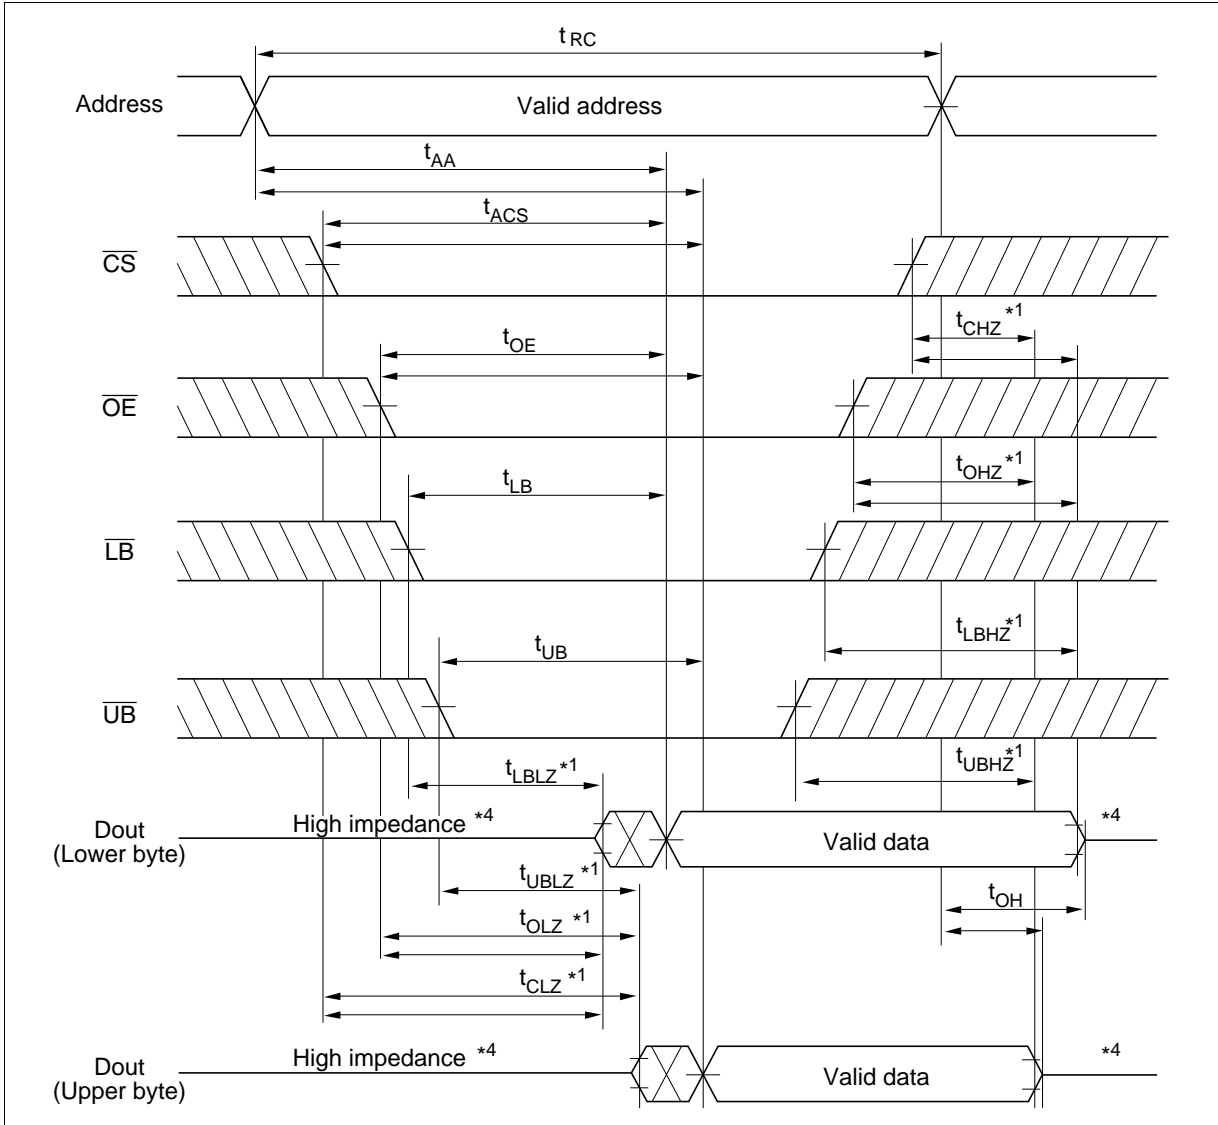 tRC
Address
Valid address
tAA
tACS
CS
tCHZ *1
tOE
OE
tOHZ *1
tLB
LB
tLBHZ *1
tUB
UB
tUBHZ *1
tLBLZ *1
Dout
(Lower byte)
High impedance *4
Valid data
*4
tUBLZ *1
tOH
tOLZ *1
tCLZ *1
Dout
(Upper byte)
High impedance *4
Valid data
*4